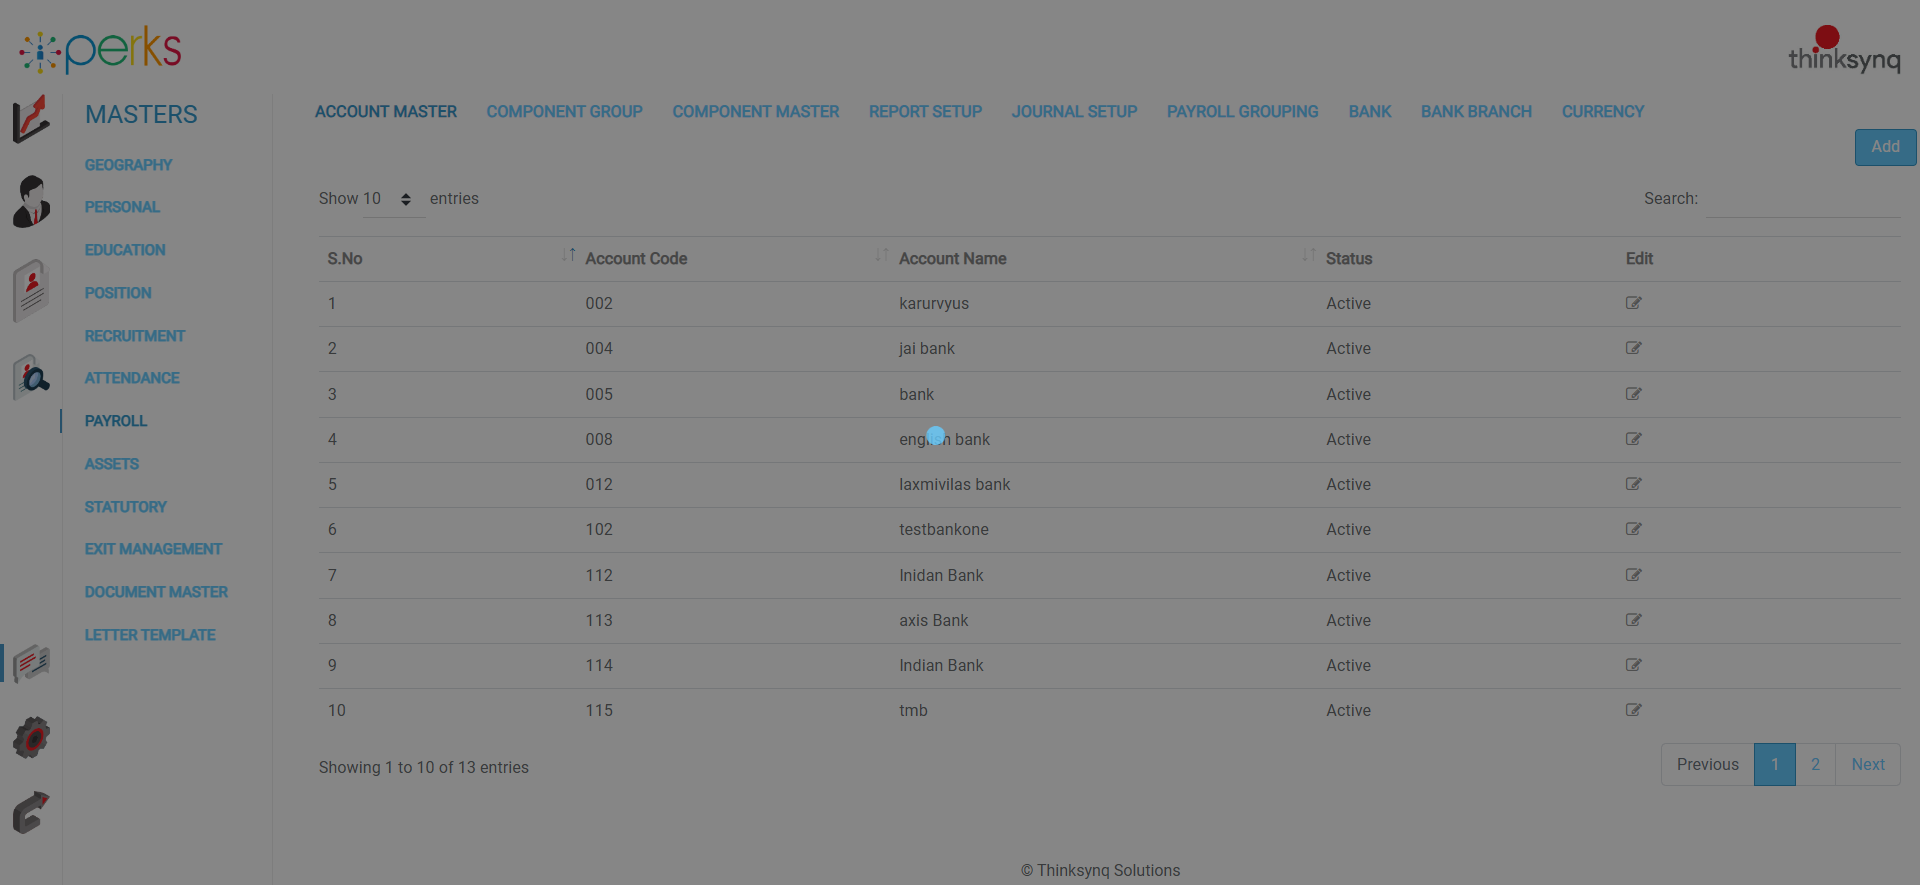 perks
thinksynq
MASTERS
GEOGRAPHY
PERSONAL
EDUCATION
POSITION
RECRUITMENT
ATTENDANCE
PAYROLL
ASSETS
STATUTORY
EXIT MANAGEMENT
DOCUMENT MASTER
LETTER TEMPLATE
ACCOUNT MASTER COMPONENT GROUP COMPONENT MASTER REPORT SETUP JOURNAL SETUP PAYROLL GROUPING BANK BANK BRANCH CURRENCY
Add
Show 10 entries Search:
S.No Account Code Account Name Status Edit
1 002 karurvyus Active
2 004 jai bank Active
3 005 bank Active
4 008 english bank Active
5 012 laxmivilas bank Active
6 102 testbankone Active
7 112 Inidan Bank Active
8 113 axis Bank Active
9 114 Indian Bank Active
10 115 tmb Active
Showing 1 to 10 of 13 entries Previous 1 2 Next
© Thinksynq Solutions